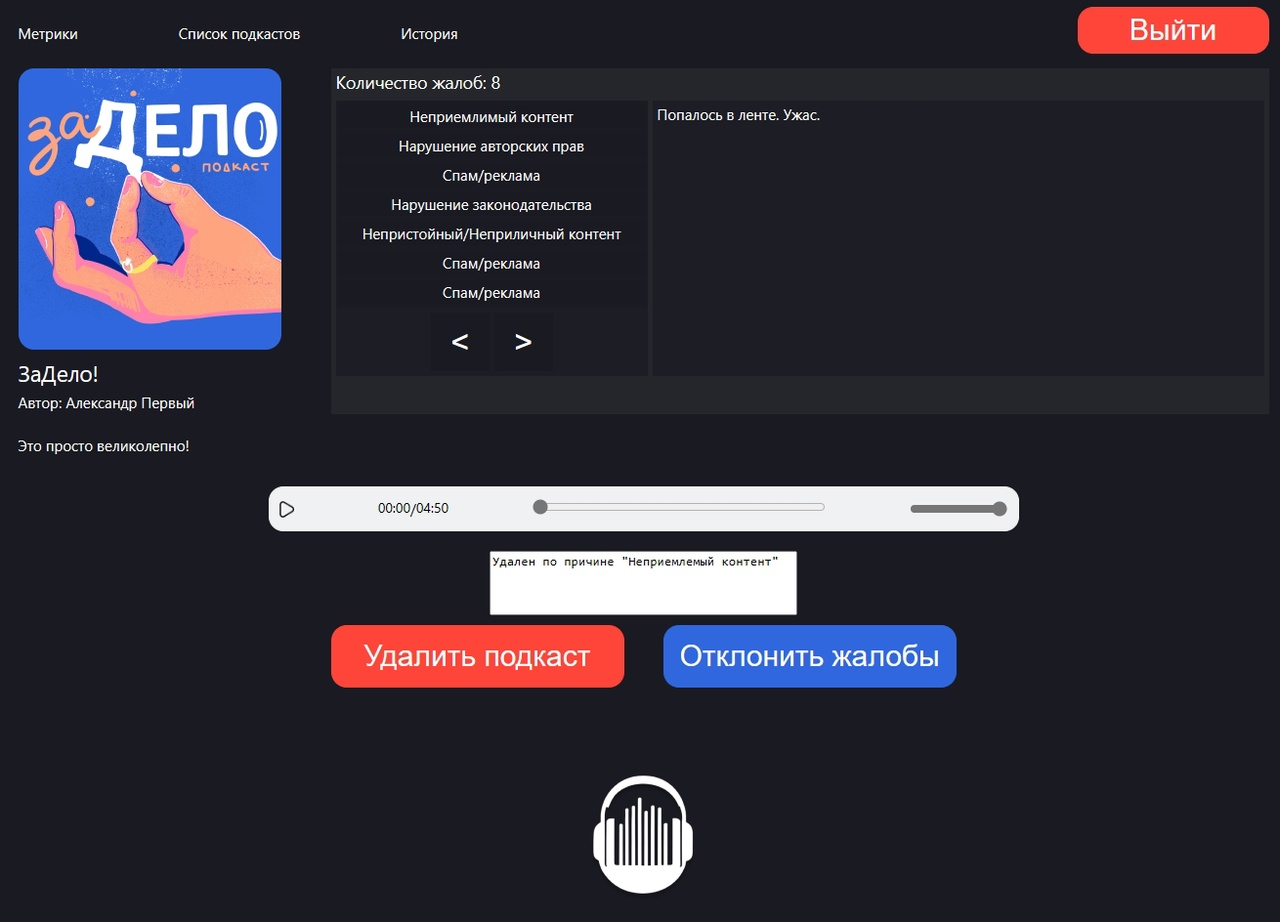 Метрики
Список подкастов
История
Выйти
заДЕЛО
ПОДКАСТ
ЗаДело!
Автор: Александр Первый
Это просто великолепно!
Количество жалоб: 8
Неприемлимый контент
Нарушение авторских прав
Спам/реклама
Нарушение законодательства
Непристойный/Неприличный контент
Спам/реклама
Спам/реклама
< >
Попалось в ленте. Ужас.
00:00/04:50
Удален по причине "Неприемлемый контент"
Удалить подкаст
Отклонить жалобы